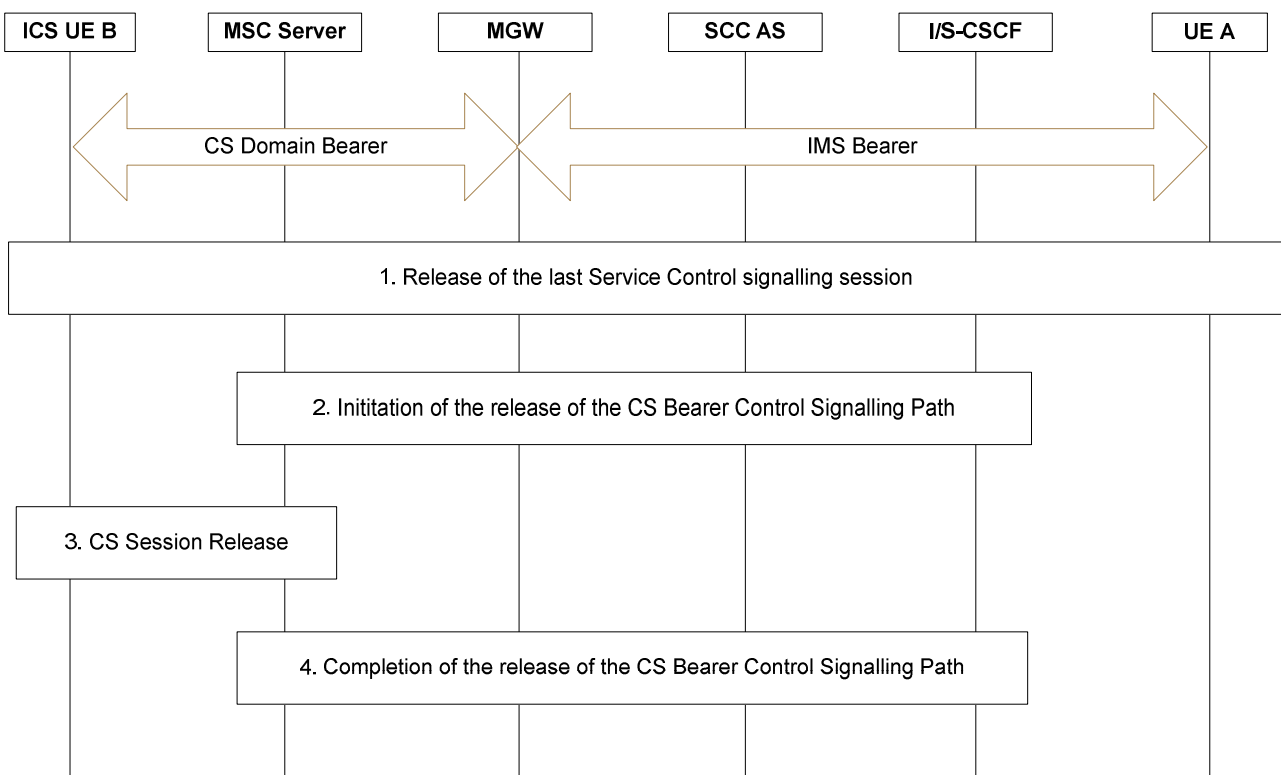 ICS UE B
MSC Server
MGW
SCC AS
I/S-CSCF
UE A
CS Domain Bearer
IMS Bearer
1. Release of the last Service Control signalling session
2. Inititation of the release of the CS Bearer Control Signalling Path
3. CS Session Release
4. Completion of the release of the CS Bearer Control Signalling Path